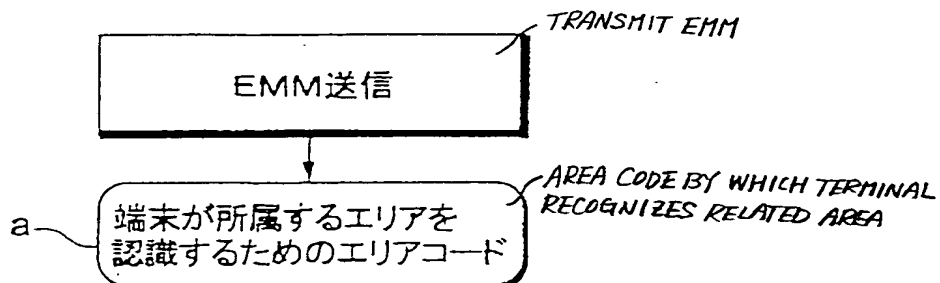 TRANSMIT EMM
EMM送信
AREA CODE BY WHICH TERMINAL
RECOGNIZES RELATED AREA
a
端末が所属するエリアを
認識するためのエリアコード